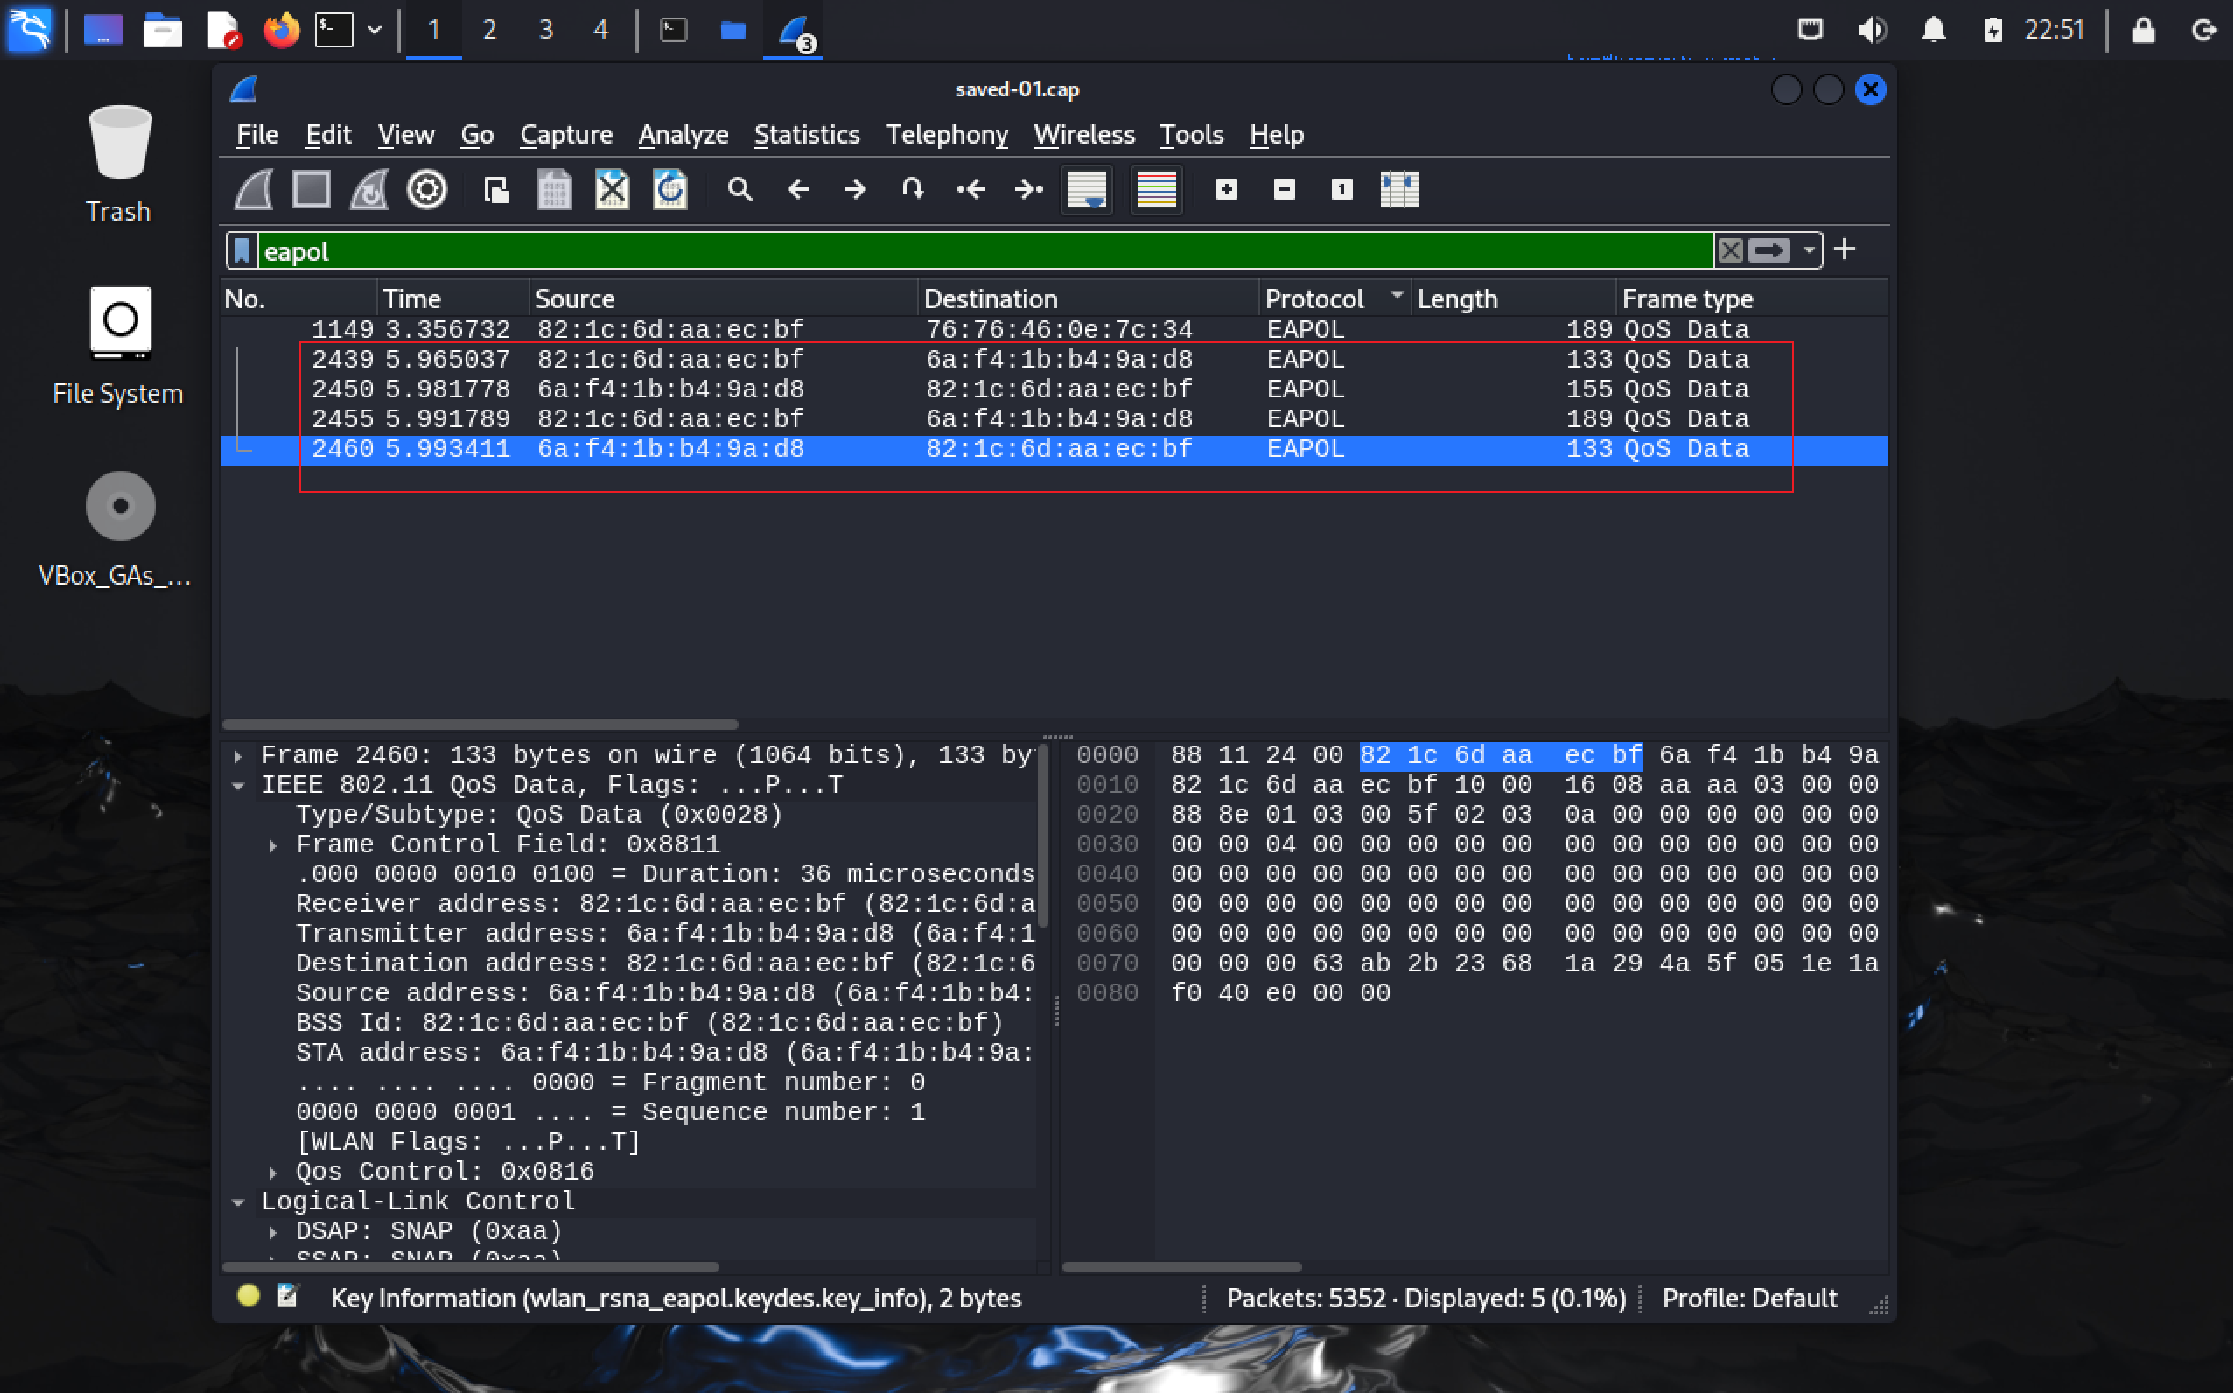 1 2 3 4
3
22:51
Trash
File System
VBox_GAs_...
saved-01.cap
File Edit View Go Capture Analyze Statistics Telephony Wireless Tools Help
eapol
No. Time Source Destination Protocol Length Frame type
1149 3.356732 82:1c:6d:aa:ec:bf 76:76:46:0e:7c:34 EAPOL 189 QoS Data
2439 5.965037 82:1c:6d:aa:ec:bf 6a:f4:1b:b4:9a:d8 EAPOL 133 QoS Data
2450 5.981778 6a:f4:1b:b4:9a:d8 82:1c:6d:aa:ec:bf EAPOL 155 QoS Data
2455 5.991789 82:1c:6d:aa:ec:bf 6a:f4:1b:b4:9a:d8 EAPOL 189 QoS Data
2460 5.993411 6a:f4:1b:b4:9a:d8 82:1c:6d:aa:ec:bf EAPOL 133 QoS Data
Frame 2460: 133 bytes on wire (1064 bits), 133 by
IEEE 802.11 QoS Data, Flags: ...P...T
Type/Subtype: QoS Data (0x0028)
Frame Control Field: 0x8811
.000 0000 0010 0100 = Duration: 36 microseconds
Receiver address: 82:1c:6d:aa:ec:bf (82:1c:6d:a
Transmitter address: 6a:f4:1b:b4:9a:d8 (6a:f4:1
Destination address: 82:1c:6d:aa:ec:bf (82:1c:6
Source address: 6a:f4:1b:b4:9a:d8 (6a:f4:1b:b4:
BSS Id: 82:1c:6d:aa:ec:bf (82:1c:6d:aa:ec:bf)
STA address: 6a:f4:1b:b4:9a:d8 (6a:f4:1b:b4:9a:
.... .... .... 0000 = Fragment number: 0
0000 0000 0001 .... = Sequence number: 1
[WLAN Flags: ...P...T]
Qos Control: 0x0816
Logical-Link Control
DSAP: SNAP (0xaa)
SSAP: SNAP (0xaa)
0000 88 11 24 00 82 1c 6d aa ec bf 6a f4 1b b4 9a
0010 82 1c 6d aa ec bf 10 00 16 08 aa aa 03 00 00
0020 88 8e 01 03 00 5f 02 03 0a 00 00 00 00 00 00
0030 00 00 04 00 00 00 00 00 00 00 00 00 00 00 00
0040 00 00 00 00 00 00 00 00 00 00 00 00 00 00 00
0050 00 00 00 00 00 00 00 00 00 00 00 00 00 00 00
0060 00 00 00 00 00 00 00 00 00 00 00 00 00 00 00
0070 00 00 00 63 ab 2b 23 68 1a 29 4a 5f 05 1e 1a
0080 f0 40 e0 00 00
Key Information (wlan_rsna_eapol.keydes.key_info), 2 bytes
Packets: 5352 · Displayed: 5 (0.1%)
Profile: Default